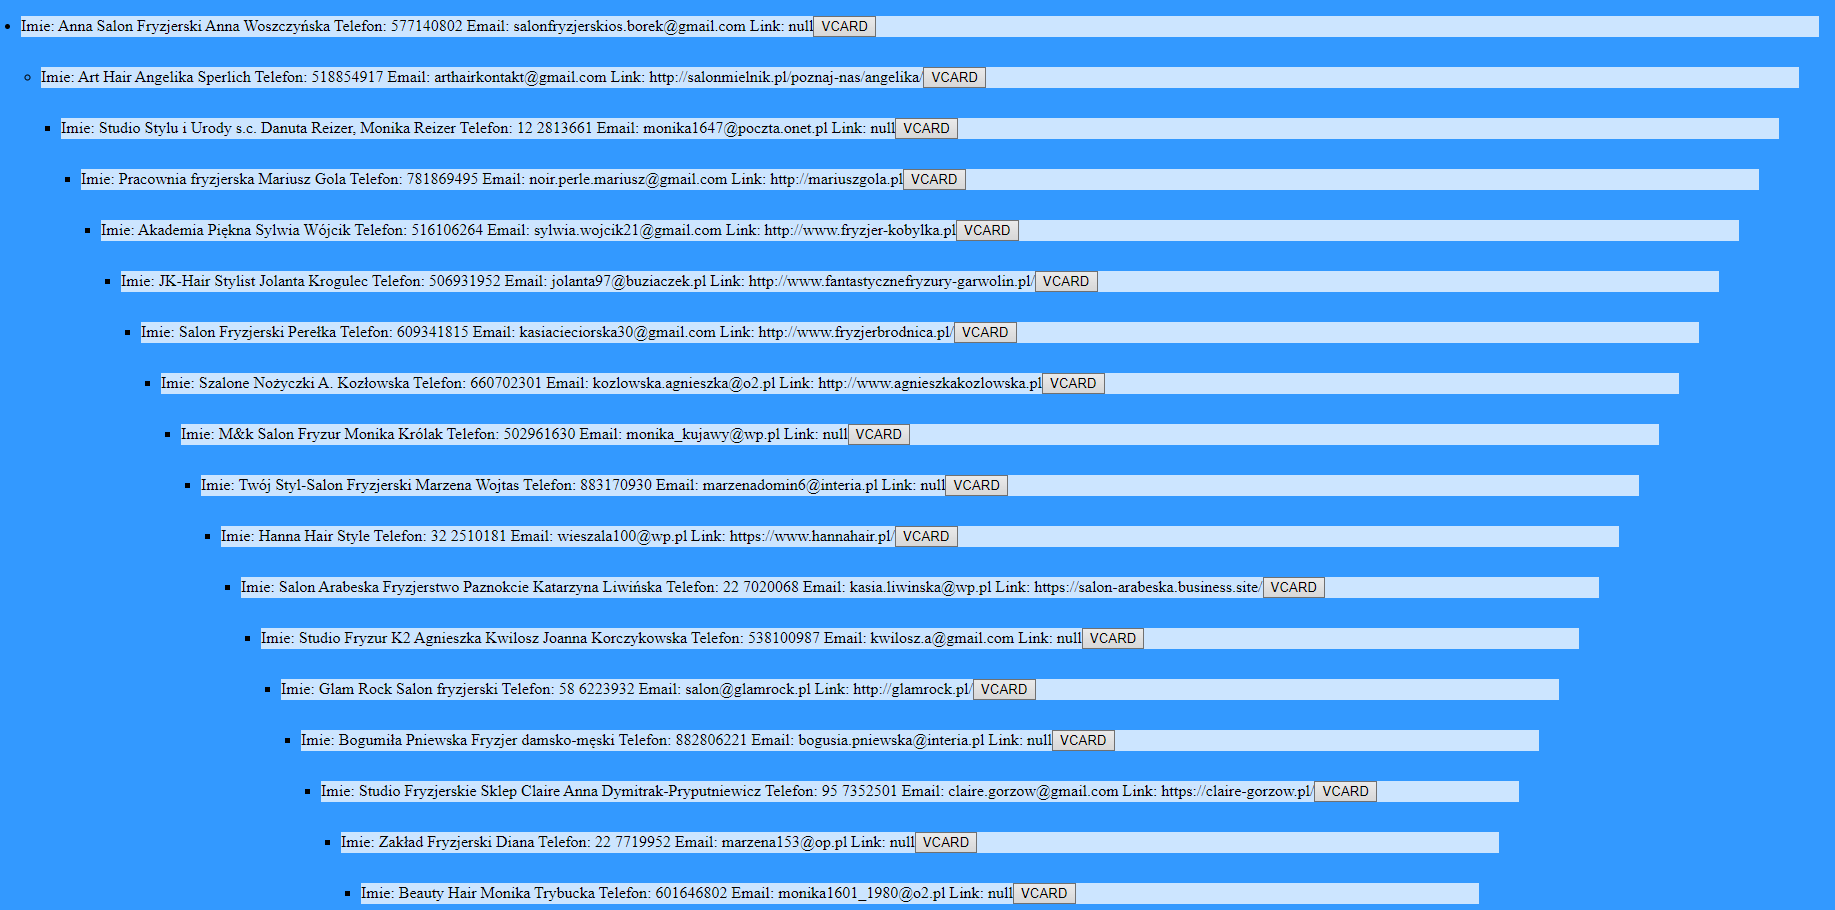 Imie: Anna Salon Fryzjerski Anna Woszczyńska Telefon: 577140802 Email: salonfryzjerskios.borek@gmail.com Link: null VCARD
Imie: Art Hair Angelika Sperlich Telefon: 518854917 Email: arthairkontakt@gmail.com Link: http://salonmielnik.pl/poznaj-nas/angelika/ VCARD
Imie: Studio Stylu i Urody s.c. Danuta Reizer, Monika Reizer Telefon: 12 2813661 Email: monika1647@poczta.onet.pl Link: null VCARD
Imie: Pracownia fryzjerska Mariusz Gola Telefon: 781869495 Email: noir.perle.mariusz@gmail.com Link: http://mariuszgola.pl VCARD
Imie: Akademia Piękna Sylwia Wójcik Telefon: 516106264 Email: sylwia.wojcik21@gmail.com Link: http://www.fryzjer-kobylka.pl VCARD
Imie: JK-Hair Stylist Jolanta Krogulec Telefon: 506931952 Email: jolanta97@buziaczek.pl Link: http://www.fantastycznefryzury-garwolin.pl/ VCARD
Imie: Salon Fryzjerski Perełka Telefon: 609341815 Email: kasiacieciorska30@gmail.com Link: http://www.fryzjerbrodnica.pl/ VCARD
Imie: Szalone Nożyczki A. Kozłowska Telefon: 660702301 Email: kozlowska.agnieszka@o2.pl Link: http://www.agnieszkakozlowska.pl VCARD
Imie: M&k Salon Fryzur Monika Królak Telefon: 502961630 Email: monika_kujawy@wp.pl Link: null VCARD
Imie: Twój Styl-Salon Fryzjerski Marzena Wojtas Telefon: 883170930 Email: marzenadomin6@interia.pl Link: null VCARD
Imie: Hanna Hair Style Telefon: 32 2510181 Email: wieszala100@wp.pl Link: https://www.hannahair.pl/ VCARD
Imie: Salon Arabeska Fryzjerstwo Paznokcie Katarzyna Liwińska Telefon: 22 7020068 Email: kasia.liwinska@wp.pl Link: https://salon-arabeska.business.site/ VCARD
Imie: Studio Fryzur K2 Agnieszka Kwilosz Joanna Korczykowska Telefon: 538100987 Email: kwilosz.a@gmail.com Link: null VCARD
Imie: Glam Rock Salon fryzjerski Telefon: 58 6223932 Email: salon@glamrock.pl Link: http://glamrock.pl/ VCARD
Imie: Bogumiła Pniewska Fryzjer damsko-męski Telefon: 882806221 Email: bogusia.pniewska@interia.pl Link: null VCARD
Imie: Studio Fryzjerskie Sklep Claire Anna Dymitrak-Pryputniewicz Telefon: 95 7352501 Email: claire.gorzow@gmail.com Link: https://claire-gorzow.pl/ VCARD
Imie: Zakład Fryzjerski Diana Telefon: 22 7719952 Email: marzena153@op.pl Link: null VCARD
Imie: Beauty Hair Monika Trybucka Telefon: 601646802 Email: monika1601_1980@o2.pl Link: null VCARD